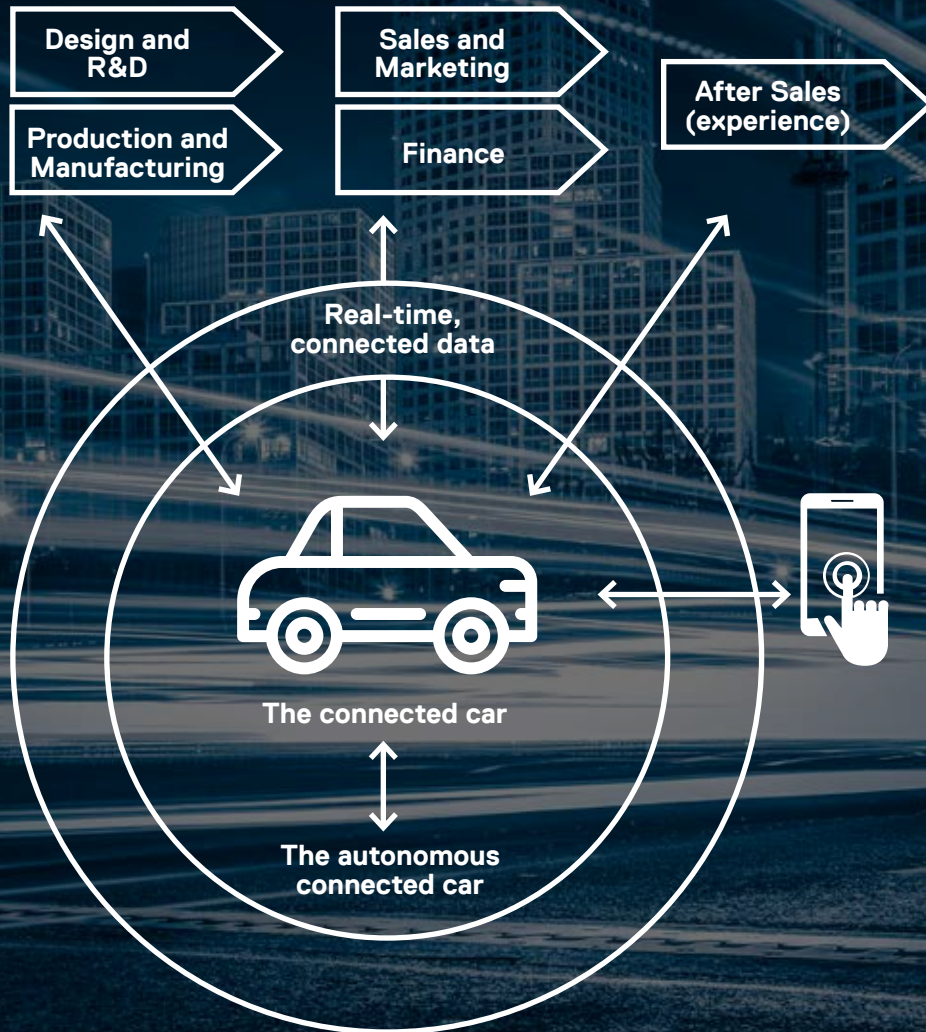 Design and
R&D
Sales and
Marketing
After Sales
(experience)
Production and
Manufacturing
Finance
Real-time,
connected data
The connected car
The autonomous
connected car